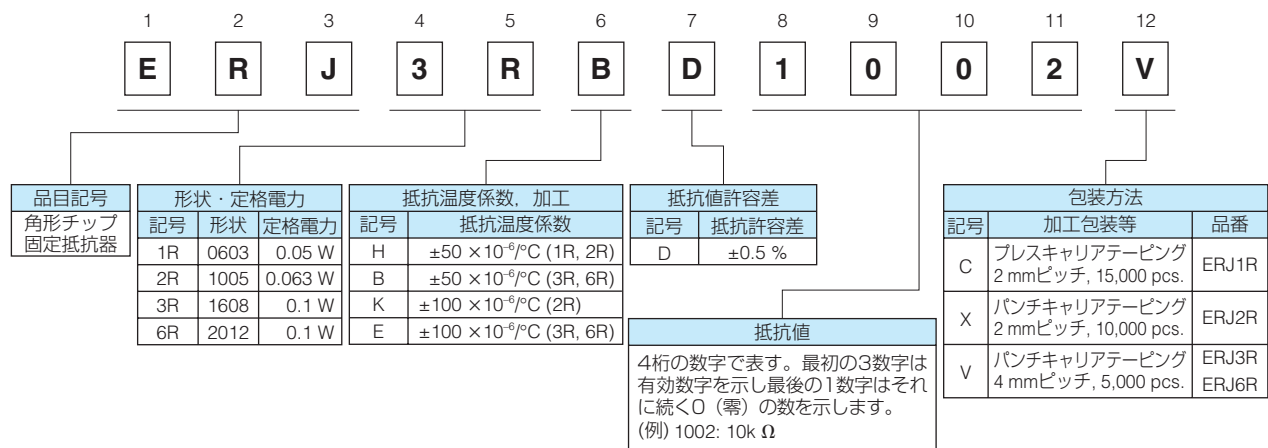 1 2 3 4 5 6 7 8 9 10 11 12
E R J 3 R B D 1 0 0 2 V
品目記号
角形チップ
固定抵抗器
形状・定格電力
記号 形状 定格電力
1R 0603 0.05 W
2R 1005 0.063 W
3R 1608 0.1 W
6R 2012 0.1 W
抵抗温度係数, 加工
記号 抵抗温度係数
H ±50 ×10⁻⁶/°C (1R, 2R)
B ±50 ×10⁻⁶/°C (3R, 6R)
K ±100 ×10⁻⁶/°C (2R)
E ±100 ×10⁻⁶/°C (3R, 6R)
抵抗値許容差
記号 抵抗許容差
D ±0.5 %
抵抗値
4桁の数字で表す。最初の3数字は
有効数字を示し最後の1数字はそれ
に続く0（零）の数を示します。
(例) 1002: 10k Ω
包装方法
記号 加工包装等 品番
C プレスキャリアテーピング
2 mmピッチ, 15,000 pcs. ERJ1R
X パンチキャリアテーピング
2 mmピッチ, 10,000 pcs. ERJ2R
V パンチキャリアテーピング
4 mmピッチ, 5,000 pcs. ERJ3R
ERJ6R